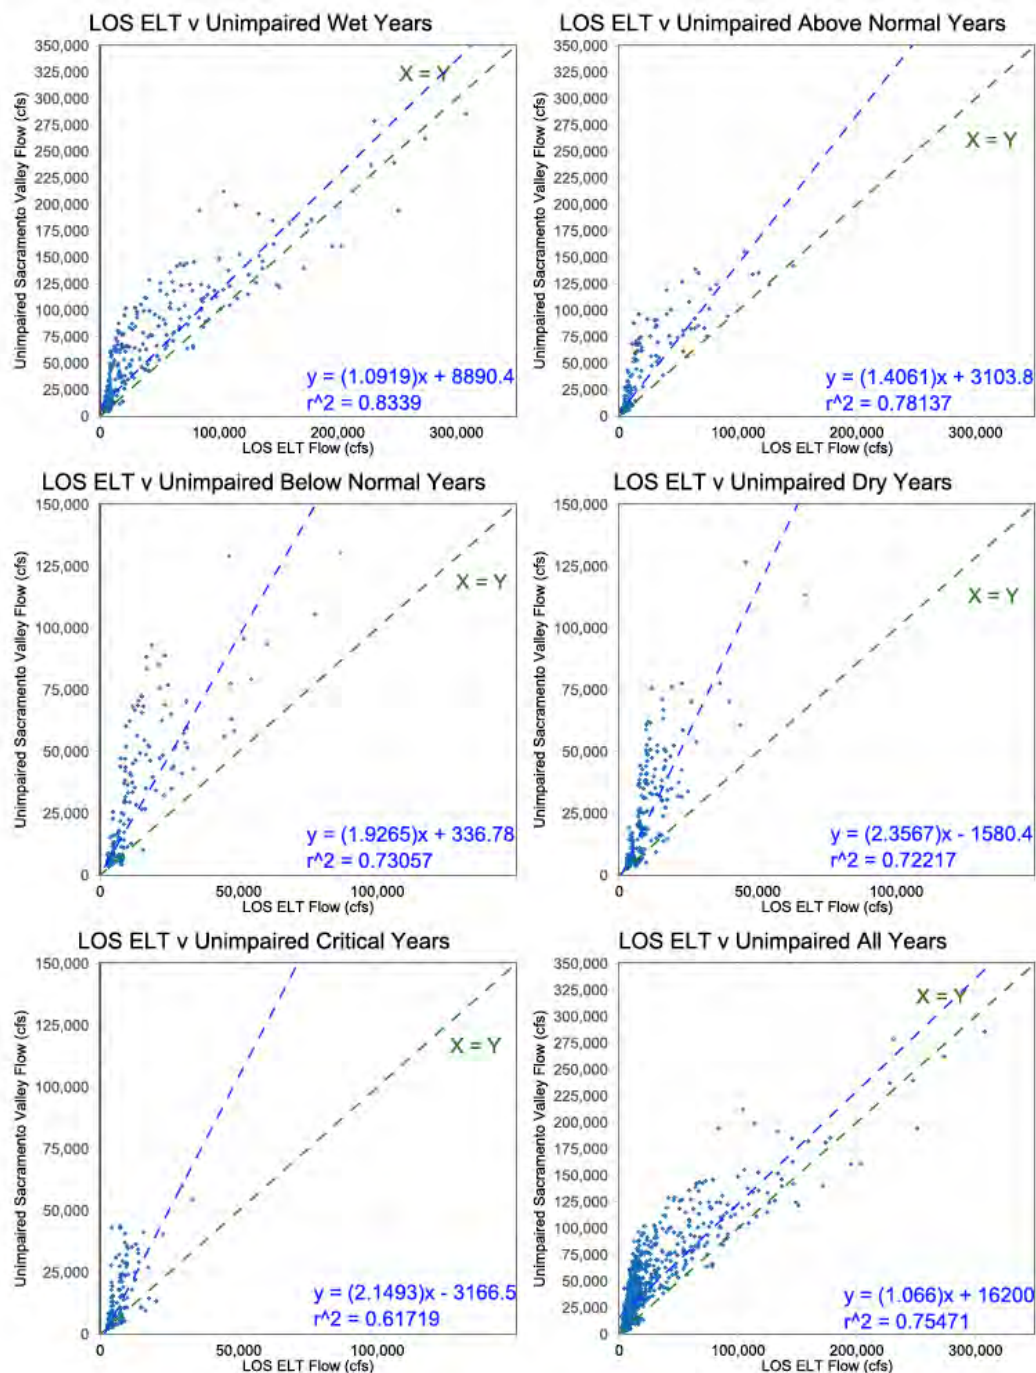 LOS ELT v Unimpaired Wet Years
Unimpaired Sacramento Valley Flow (cfs)
350,000
325,000
300,000
275,000
250,000
225,000
200,000
175,000
150,000
125,000
100,000
75,000
50,000
25,000
0
X = Y
y = (1.0919)x + 8890.4
r^2 = 0.8339
0 100,000 200,000 300,000
LOS ELT Flow (cfs)
LOS ELT v Unimpaired Above Normal Years
Unimpaired Sacramento Valley Flow (cfs)
350,000
325,000
300,000
275,000
250,000
225,000
200,000
175,000
150,000
125,000
100,000
75,000
50,000
25,000
0
X = Y
y = (1.4061)x + 3103.8
r^2 = 0.78137
0 100,000 200,000 300,000
LOS ELT Flow (cfs)
LOS ELT v Unimpaired Below Normal Years
Unimpaired Sacramento Valley Flow (cfs)
150,000
125,000
100,000
75,000
50,000
25,000
0
X = Y
y = (1.9265)x + 336.78
r^2 = 0.73057
0 50,000 100,000
LOS ELT Flow (cfs)
LOS ELT v Unimpaired Dry Years
Unimpaired Sacramento Valley Flow (cfs)
150,000
125,000
100,000
75,000
50,000
25,000
0
X = Y
y = (2.3567)x - 1580.4
r^2 = 0.72217
0 50,000 100,000
LOS ELT Flow (cfs)
LOS ELT v Unimpaired Critical Years
Unimpaired Sacramento Valley Flow (cfs)
150,000
125,000
100,000
75,000
50,000
25,000
0
X = Y
y = (2.1493)x - 3166.5
r^2 = 0.61719
0 50,000 100,000
LOS ELT Flow (cfs)
LOS ELT v Unimpaired All Years
Unimpaired Sacramento Valley Flow (cfs)
350,000
325,000
300,000
275,000
250,000
225,000
200,000
175,000
150,000
125,000
100,000
75,000
50,000
25,000
0
X = Y
y = (1.066)x + 16200
r^2 = 0.75471
0 100,000 200,000 300,000
LOS ELT Flow (cfs)